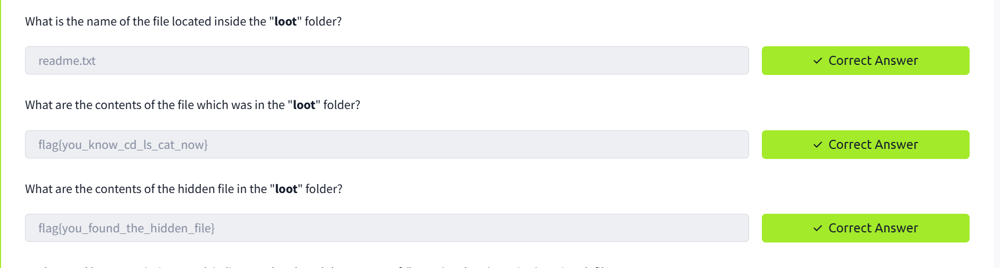 What is the name of the file located inside the "loot" folder?
readme.txt
✓ Correct Answer
What are the contents of the file which was in the "loot" folder?
flag{you_know_cd_ls_cat_now}
✓ Correct Answer
What are the contents of the hidden file in the "loot" folder?
flag{you_found_the_hidden_file}
✓ Correct Answer